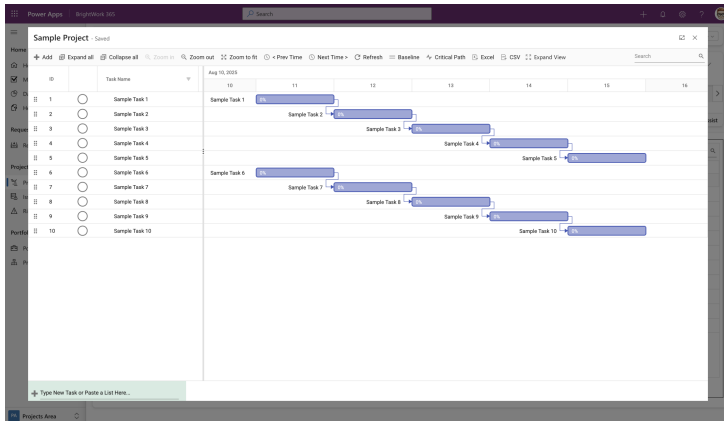 Power Apps BrightWork 365
Search
Sample Project - Saved
Add Expand all Collapse all Zoom in Zoom out Zoom to fit < Prev Time Next Time > Refresh Baseline Critical Path Excel CSV Expand View Search
ID Task Name Aug 10, 2025
10 11 12 13 14 15 16
1 Sample Task 1 Sample Task 1 0%
2 Sample Task 2 Sample Task 2 0%
3 Sample Task 3 Sample Task 3 0%
4 Sample Task 4 Sample Task 4 0%
5 Sample Task 5 Sample Task 5 0%
6 Sample Task 6 Sample Task 6 0%
7 Sample Task 7 Sample Task 7 0%
8 Sample Task 8 Sample Task 8 0%
9 Sample Task 9 Sample Task 9 0%
10 Sample Task 10 Sample Task 10 0%
Type New Task or Paste a List Here...
Home
PA Projects Area